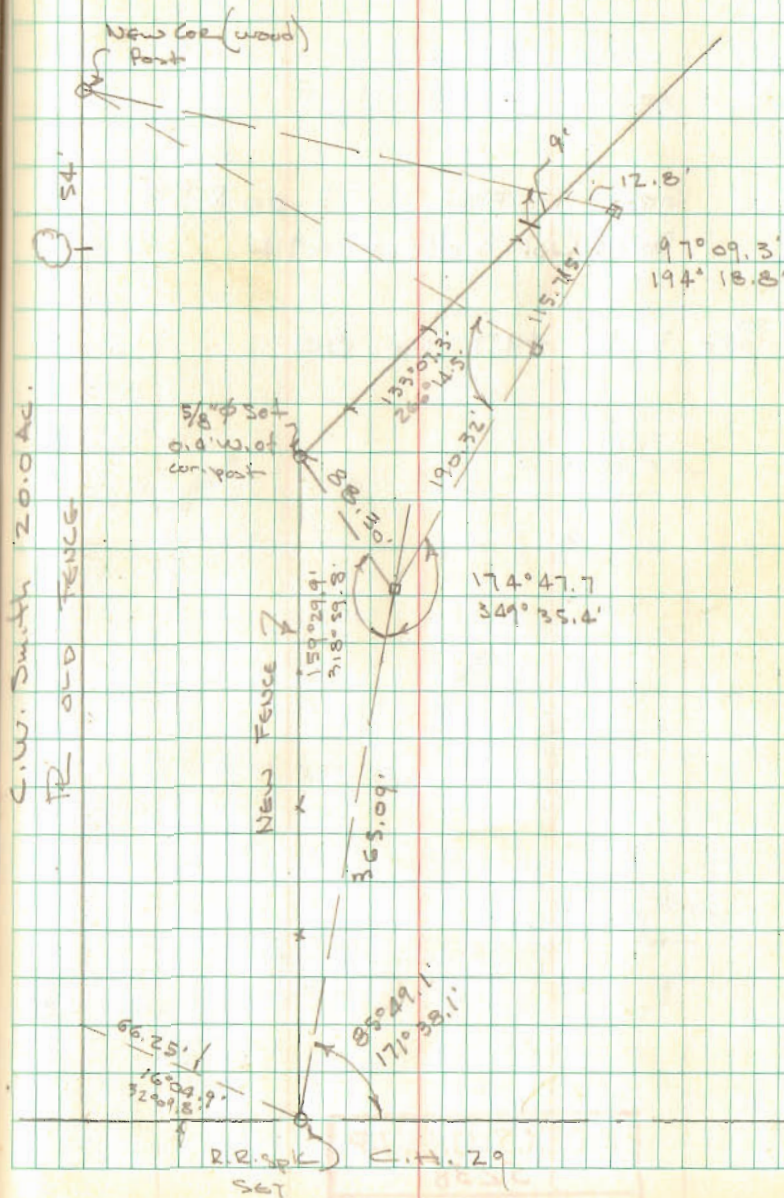 NEW COR (wood)
Post
54'
9'
12.8'
97° 09.3'
194° 18.8'
115.715'
133° 07.3'
266° 14.5'
5/8" φ Set
0.4' W. of
cor. post
190.32'
174° 47.7
349° 35.4'
159° 29.9'
318° 59.8'
C.W. Smith 20.0 AC.
OLD FENCE
NEW FENCE
365.09'
85° 49.1'
171° 38.1'
66.25'
16° 04.9'
32° 09.8'
R.R. Spk
SET
C.H. 29